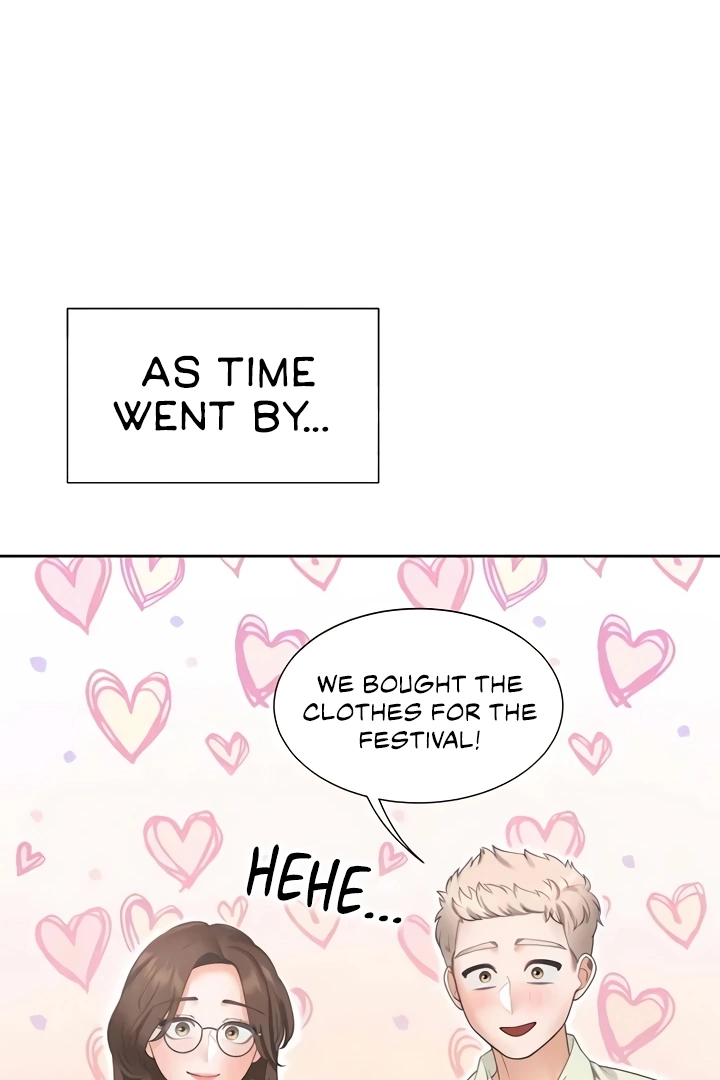 AS TIME
WENT BY...
WE BOUGHT THE
CLOTHES FOR THE
FESTIVAL!
HEHE...